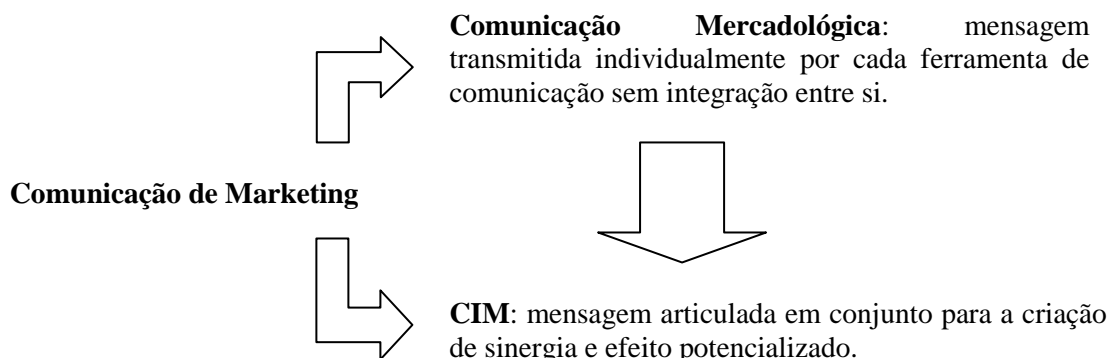 Comunicação Mercadológica: mensagem
transmitida individualmente por cada ferramenta de
comunicação sem integração entre si.
Comunicação de Marketing
CIM: mensagem articulada em conjunto para a criação
de sinergia e efeito potencializado.